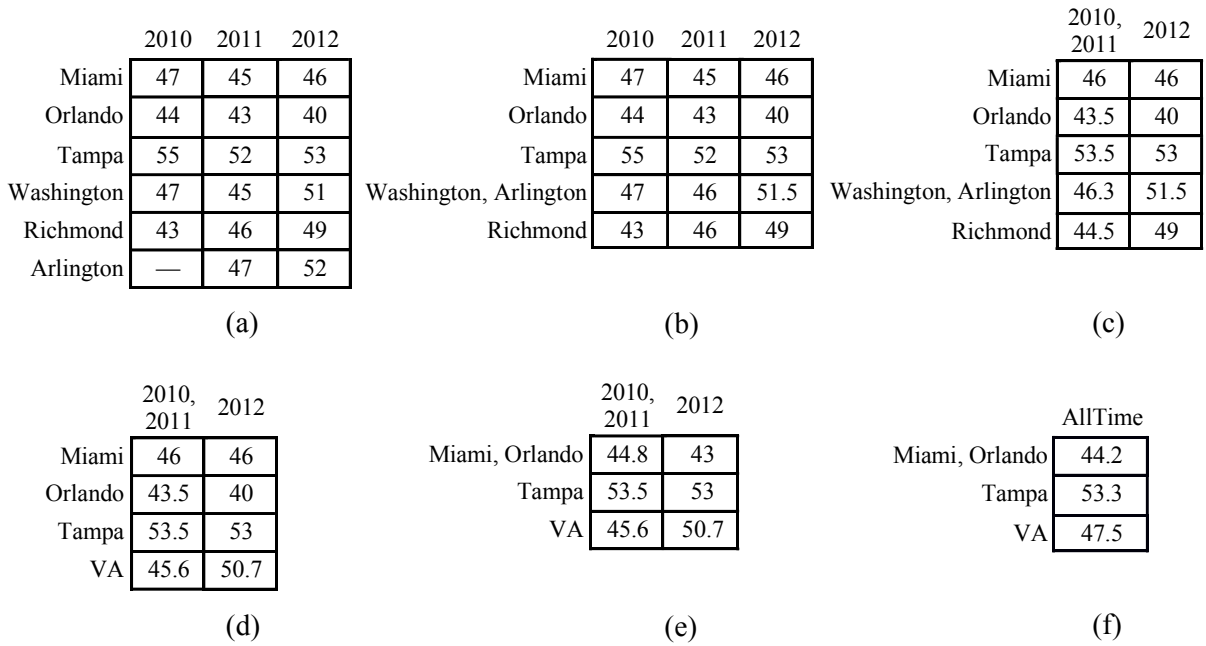 2010 2011 2012
Miami 47 45 46
Orlando 44 43 40
Tampa 55 52 53
Washington 47 45 51
Richmond 43 46 49
Arlington — 47 52
(a)
2010 2011 2012
Miami 47 45 46
Orlando 44 43 40
Tampa 55 52 53
Washington, Arlington 47 46 51.5
Richmond 43 46 49
(b)
2010,
2011 2012
Miami 46 46
Orlando 43.5 40
Tampa 53.5 53
Washington, Arlington 46.3 51.5
Richmond 44.5 49
(c)
2010,
2011 2012
Miami 46 46
Orlando 43.5 40
Tampa 53.5 53
VA 45.6 50.7
(d)
2010,
2011 2012
Miami, Orlando 44.8 43
Tampa 53.5 53
VA 45.6 50.7
(e)
AllTime
Miami, Orlando 44.2
Tampa 53.3
VA 47.5
(f)